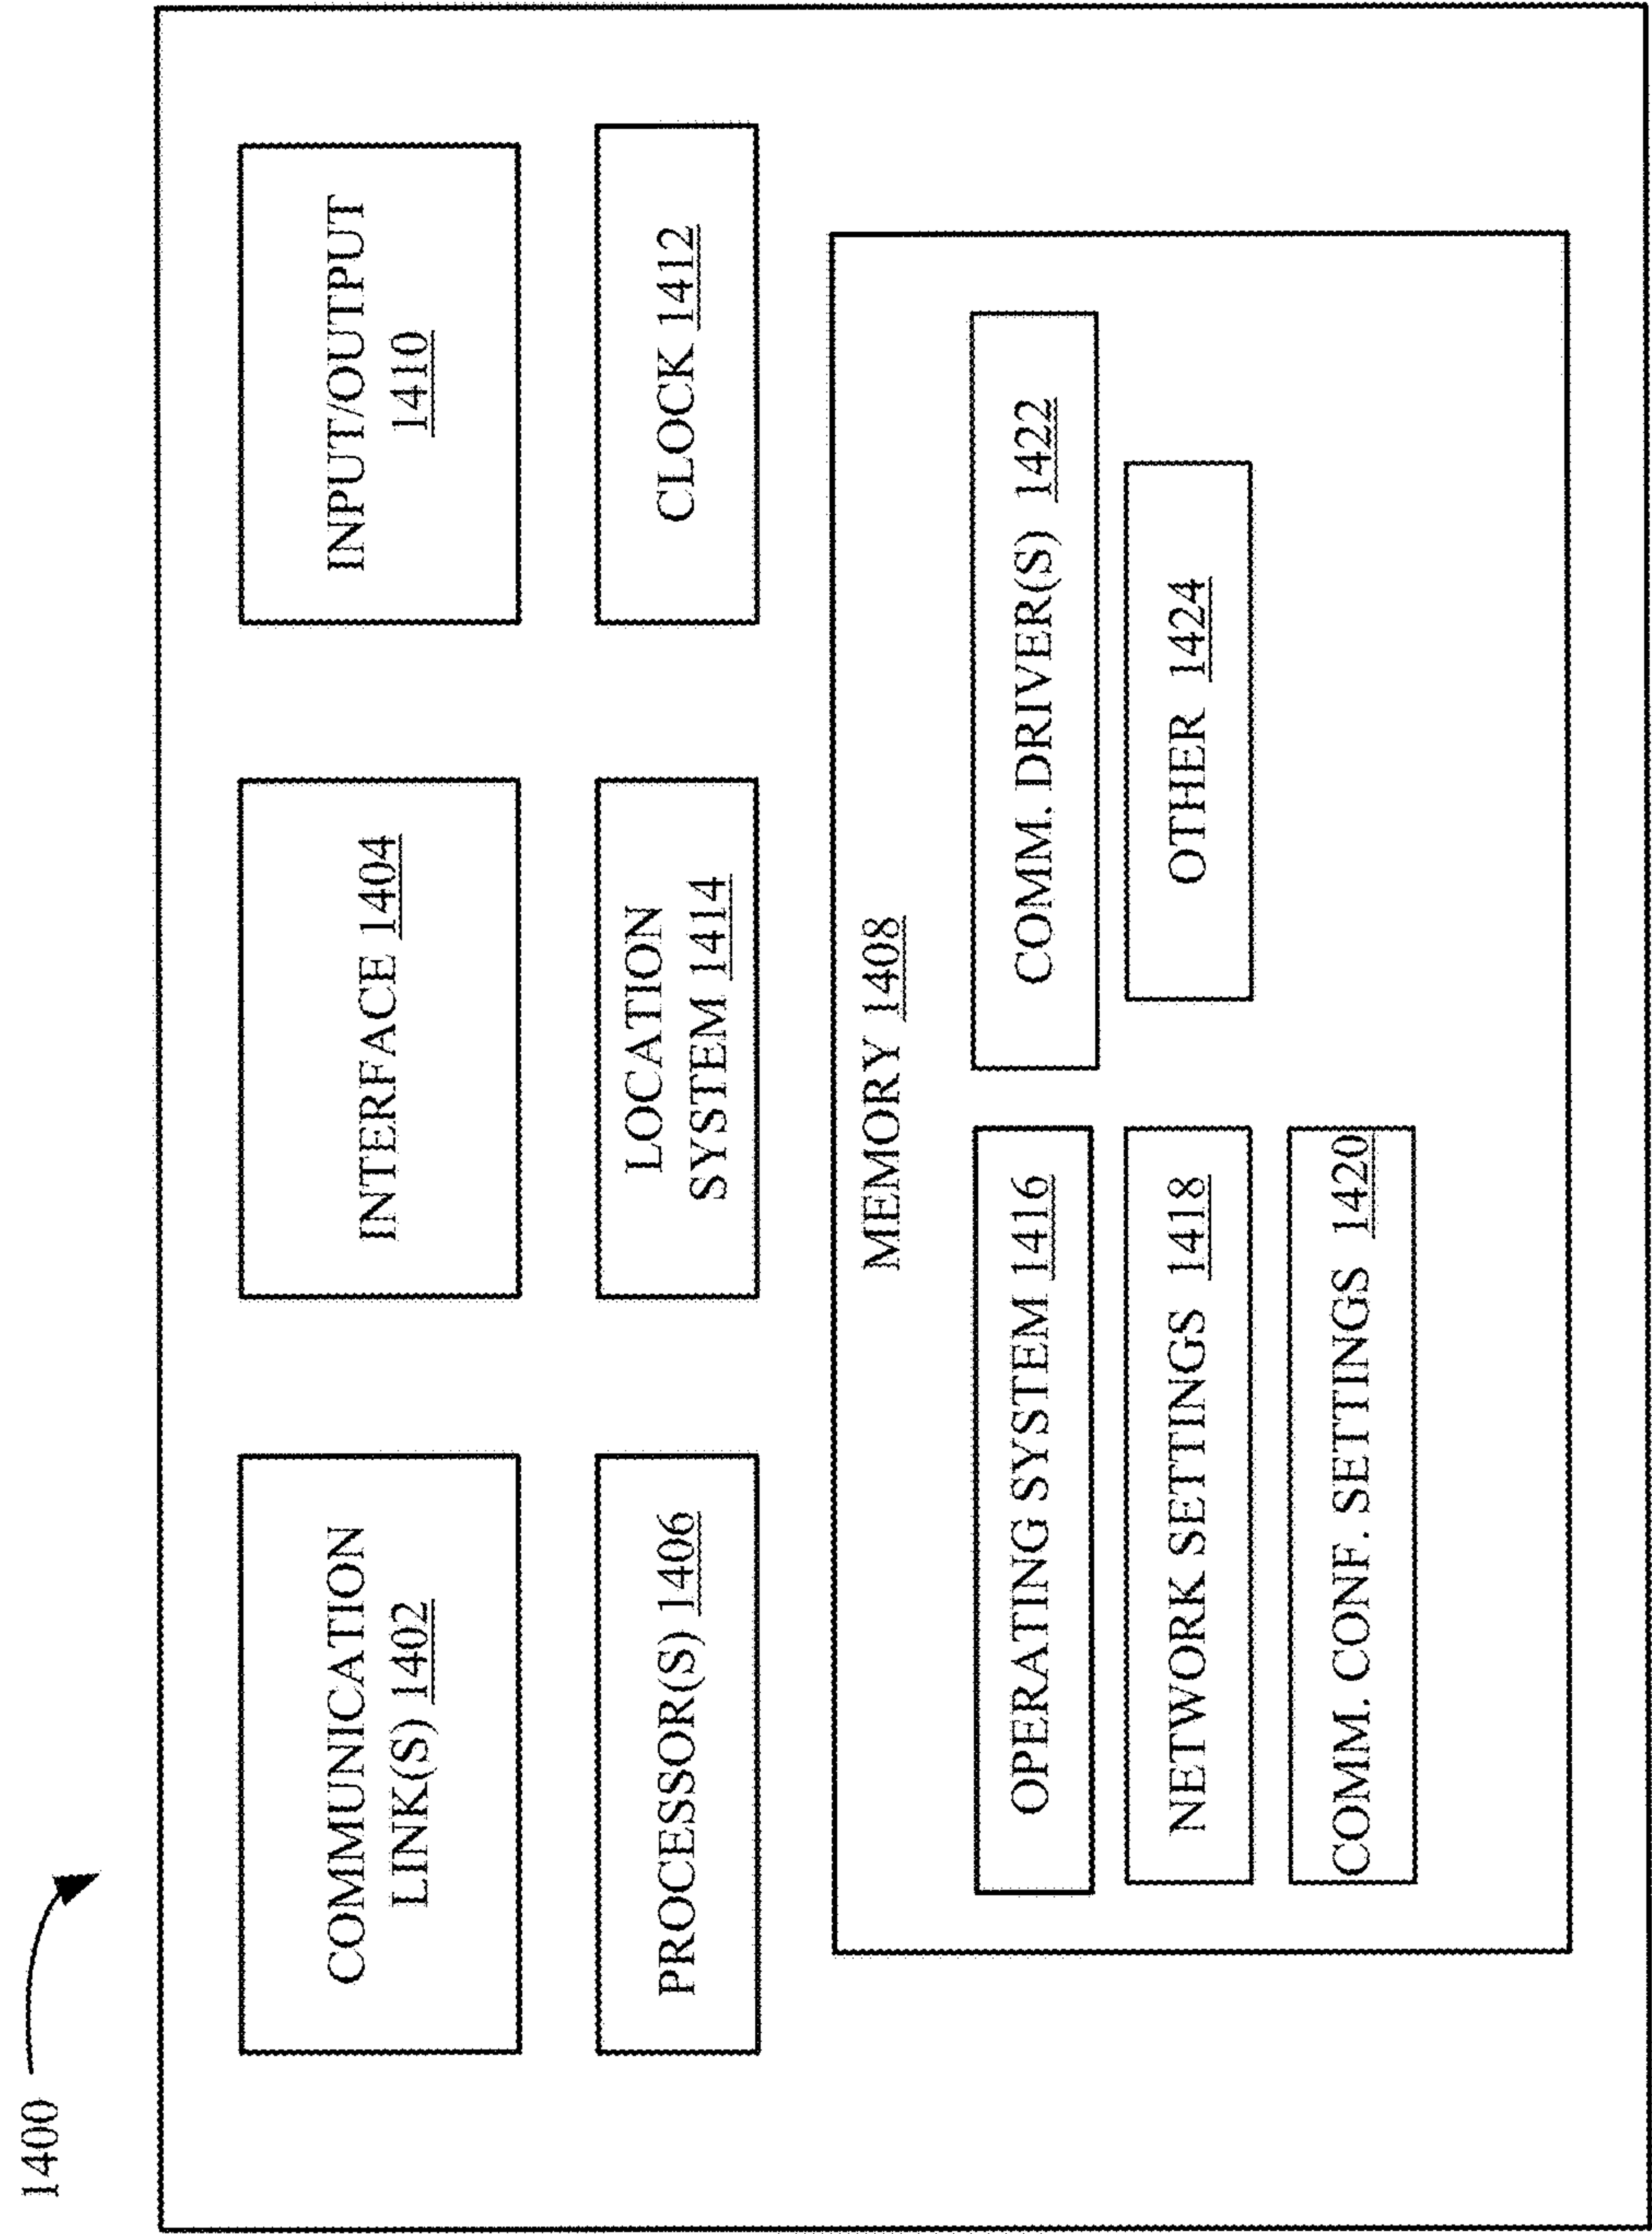 1400
COMMUNICATION
LINK(S) 1402
INTERFACE 1404
INPUT/OUTPUT
1410
PROCESSOR(S) 1406
LOCATION
SYSTEM 1414
CLOCK 1412
MEMORY 1408
OPERATING SYSTEM 1416
COMM. DRIVER(S) 1422
NETWORK SETTINGS 1418
OTHER 1424
COMM. CONF. SETTINGS 1420